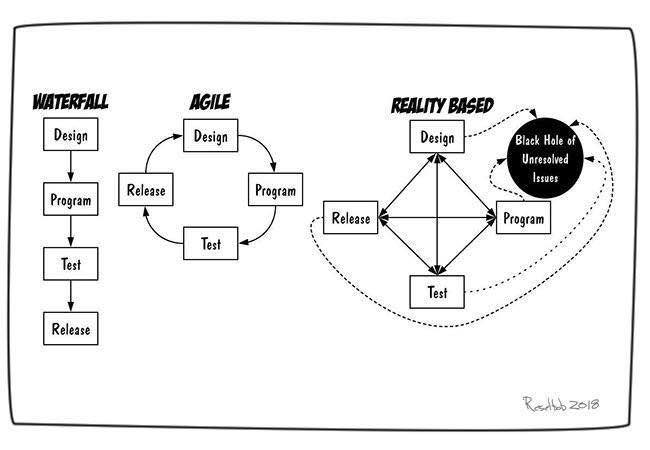 WATERFALL
Design
Program
Test
Release
AGILE
Design
Program
Test
Release
REALITY BASED
Design
Black Hole of
Unresolved
Issues
Release
Program
Test
2018